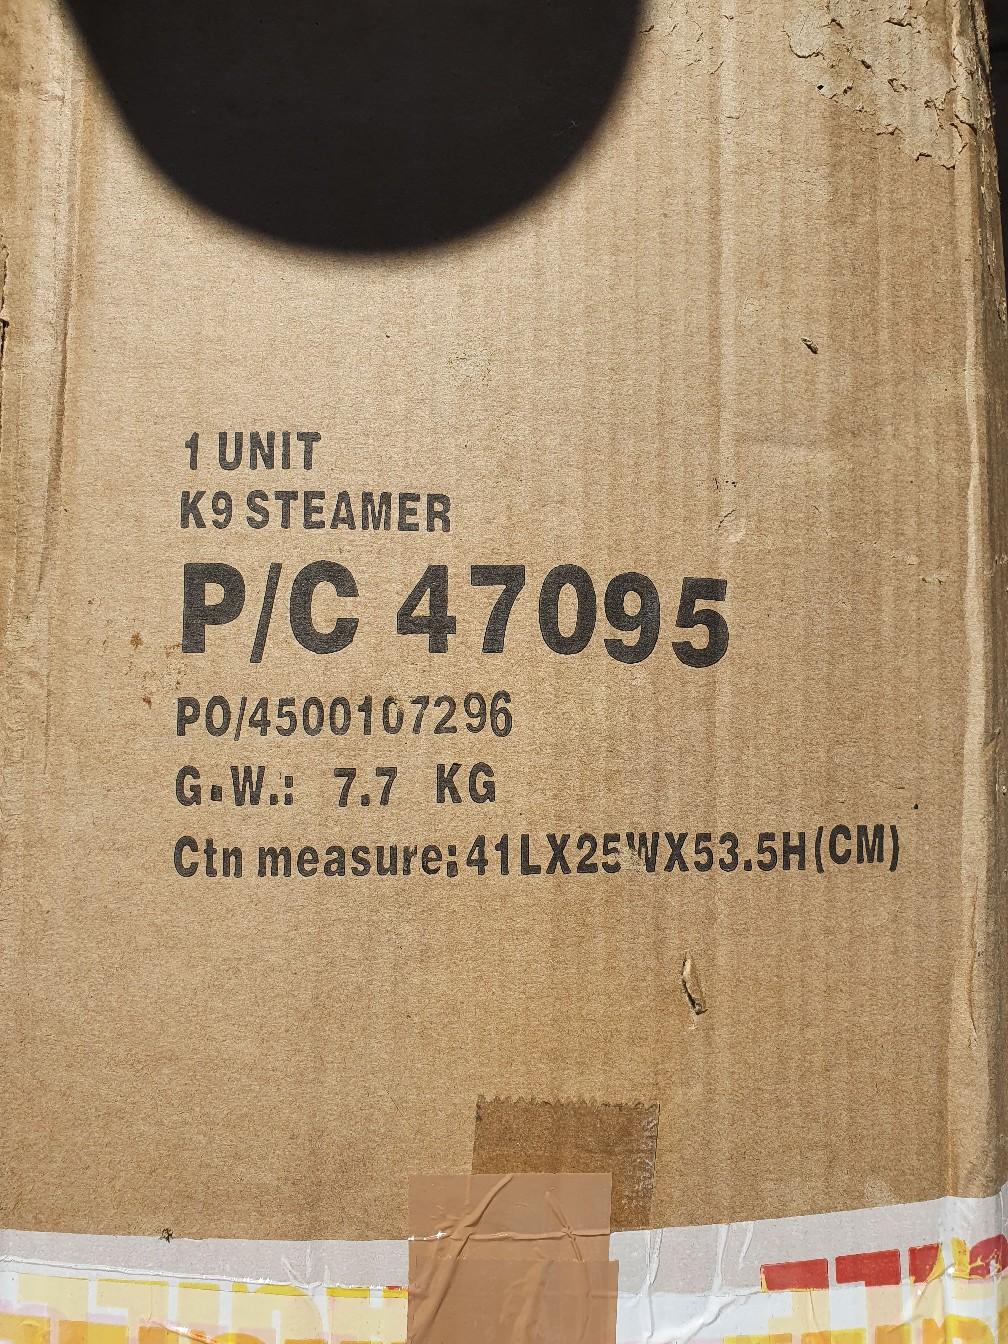 1 UNIT
K9 STEAMER
P/C 47095
PO/4500107296
G.W.: 7.7 KG
Ctn measure:41LX25WX53.5H(CM)